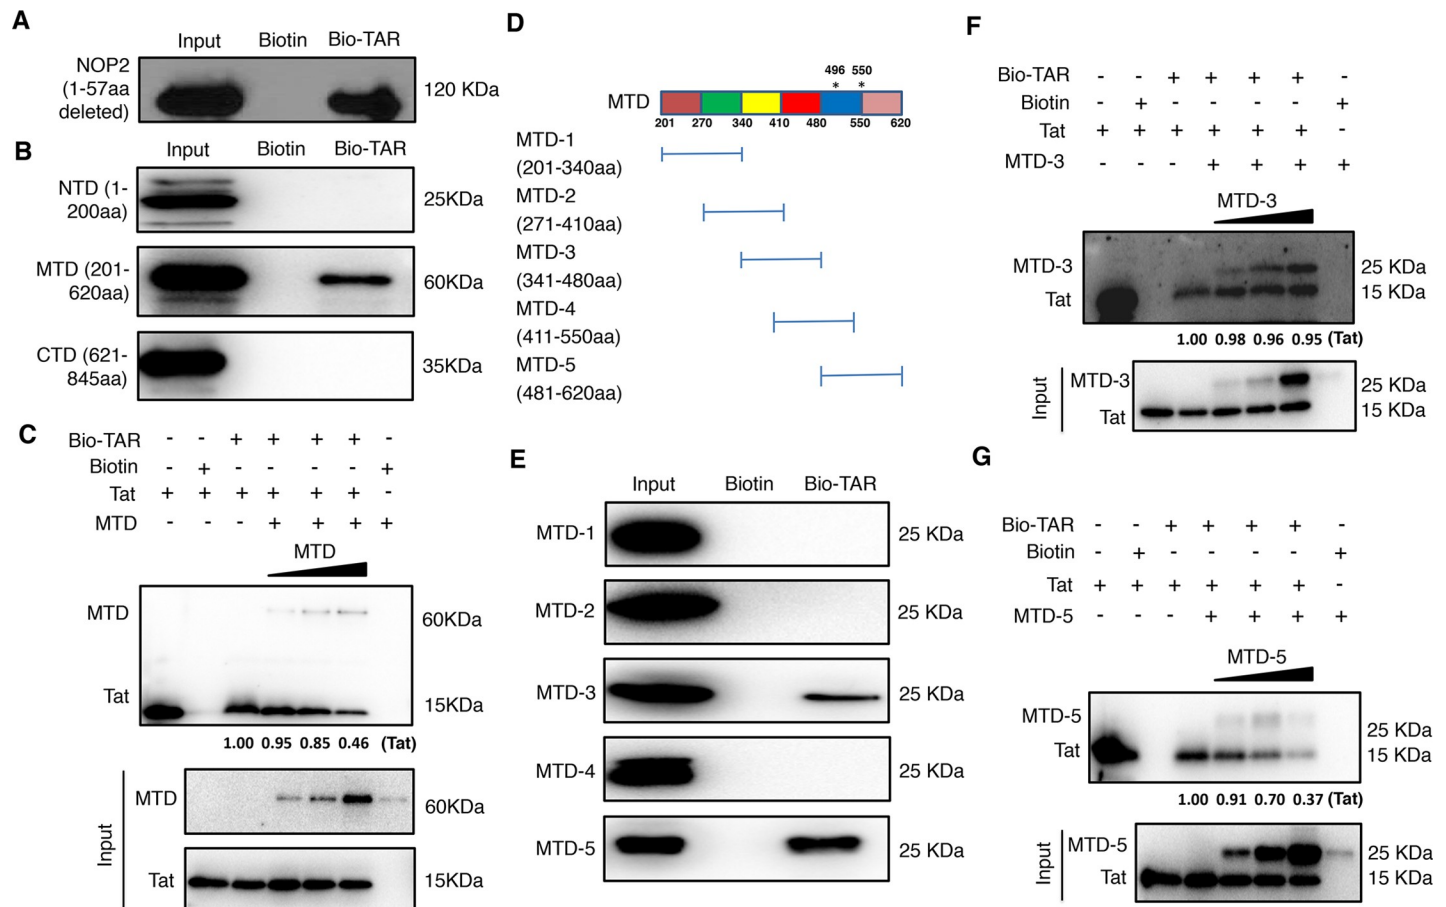 A
Input Biotin Bio-TAR
NOP2
(1-57aa
deleted)
120 KDa
B
Input Biotin Bio-TAR
NTD (1-
200aa)
25KDa
MTD (201-
620aa)
60KDa
CTD (621-
845aa)
35KDa
C
Bio-TAR - - + + + + -
Biotin - + - - - - +
Tat + + + + + + -
MTD - - - + + + +
MTD
MTD
60KDa
Tat
15KDa
1.00 0.95 0.85 0.46 (Tat)
Input
MTD
60KDa
Tat
15KDa
D
496 550
* *
MTD
201 270 340 410 480 550 620
MTD-1
(201-340aa)
MTD-2
(271-410aa)
MTD-3
(341-480aa)
MTD-4
(411-550aa)
MTD-5
(481-620aa)
E
Input Biotin Bio-TAR
MTD-1 25 KDa
MTD-2 25 KDa
MTD-3 25 KDa
MTD-4 25 KDa
MTD-5 25 KDa
F
Bio-TAR - - + + + + -
Biotin - + - - - - +
Tat + + + + + + -
MTD-3 - - - + + + +
MTD-3
MTD-3 25 KDa
Tat 15 KDa
1.00 0.98 0.96 0.95 (Tat)
Input
MTD-3 25 KDa
Tat 15 KDa
G
Bio-TAR - - + + + + -
Biotin - + - - - - +
Tat + + + + + + -
MTD-5 - - - + + + +
MTD-5
MTD-5 25 KDa
Tat 15 KDa
1.00 0.91 0.70 0.37 (Tat)
Input
MTD-5 25 KDa
Tat 15 KDa